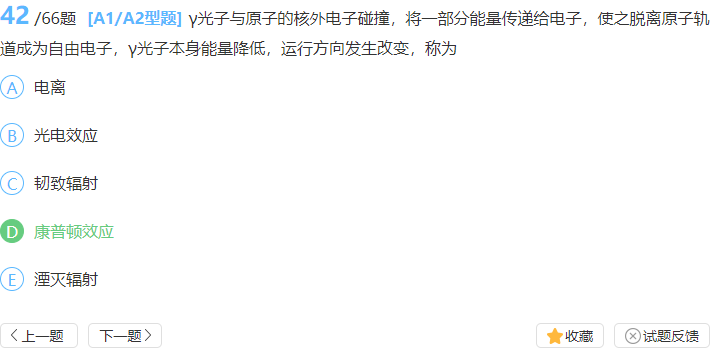 42 /66题 [A1/A2型题] γ光子与原子的核外电子碰撞，将一部分能量传递给电子，使之脱离原子轨
道成为自由电子，γ光子本身能量降低，运行方向发生改变，称为
A 电离
B 光电效应
C 韧致辐射
D 康普顿效应
E 湮灭辐射
上一题 下一题 收藏 试题反馈